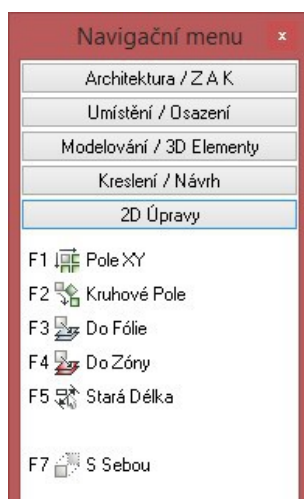 Navigační menu
Architektura / Z A K
Umístění / Osazení
Modelování / 3D Elementy
Kreslení / Návrh
2D Úpravy
F1 Pole XY
F2 Kruhové Pole
F3 Do Fólie
F4 Do Zóny
F5 Stará Délka
F7 S Sebou